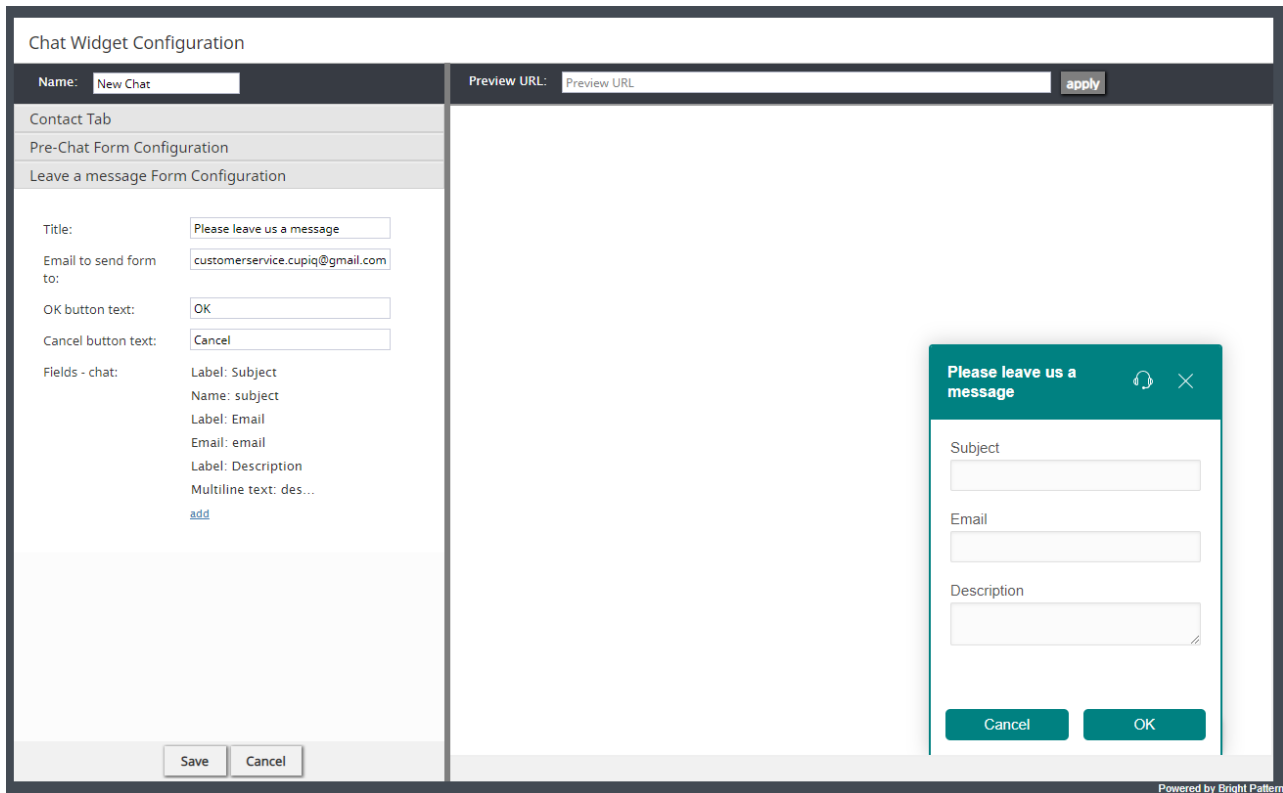 Chat Widget Configuration
Name: New Chat
Preview URL: Preview URL apply
Contact Tab
Pre-Chat Form Configuration
Leave a message Form Configuration
Title: Please leave us a message
Email to send form to: customerservice.cupiq@gmail.com
OK button text: OK
Cancel button text: Cancel
Fields - chat: Label: Subject
Name: subject
Label: Email
Email: email
Label: Description
Multiline text: des...
add
Save Cancel
Please leave us a
message
Subject
Email
Description
Cancel OK
Powered by Bright Pattern